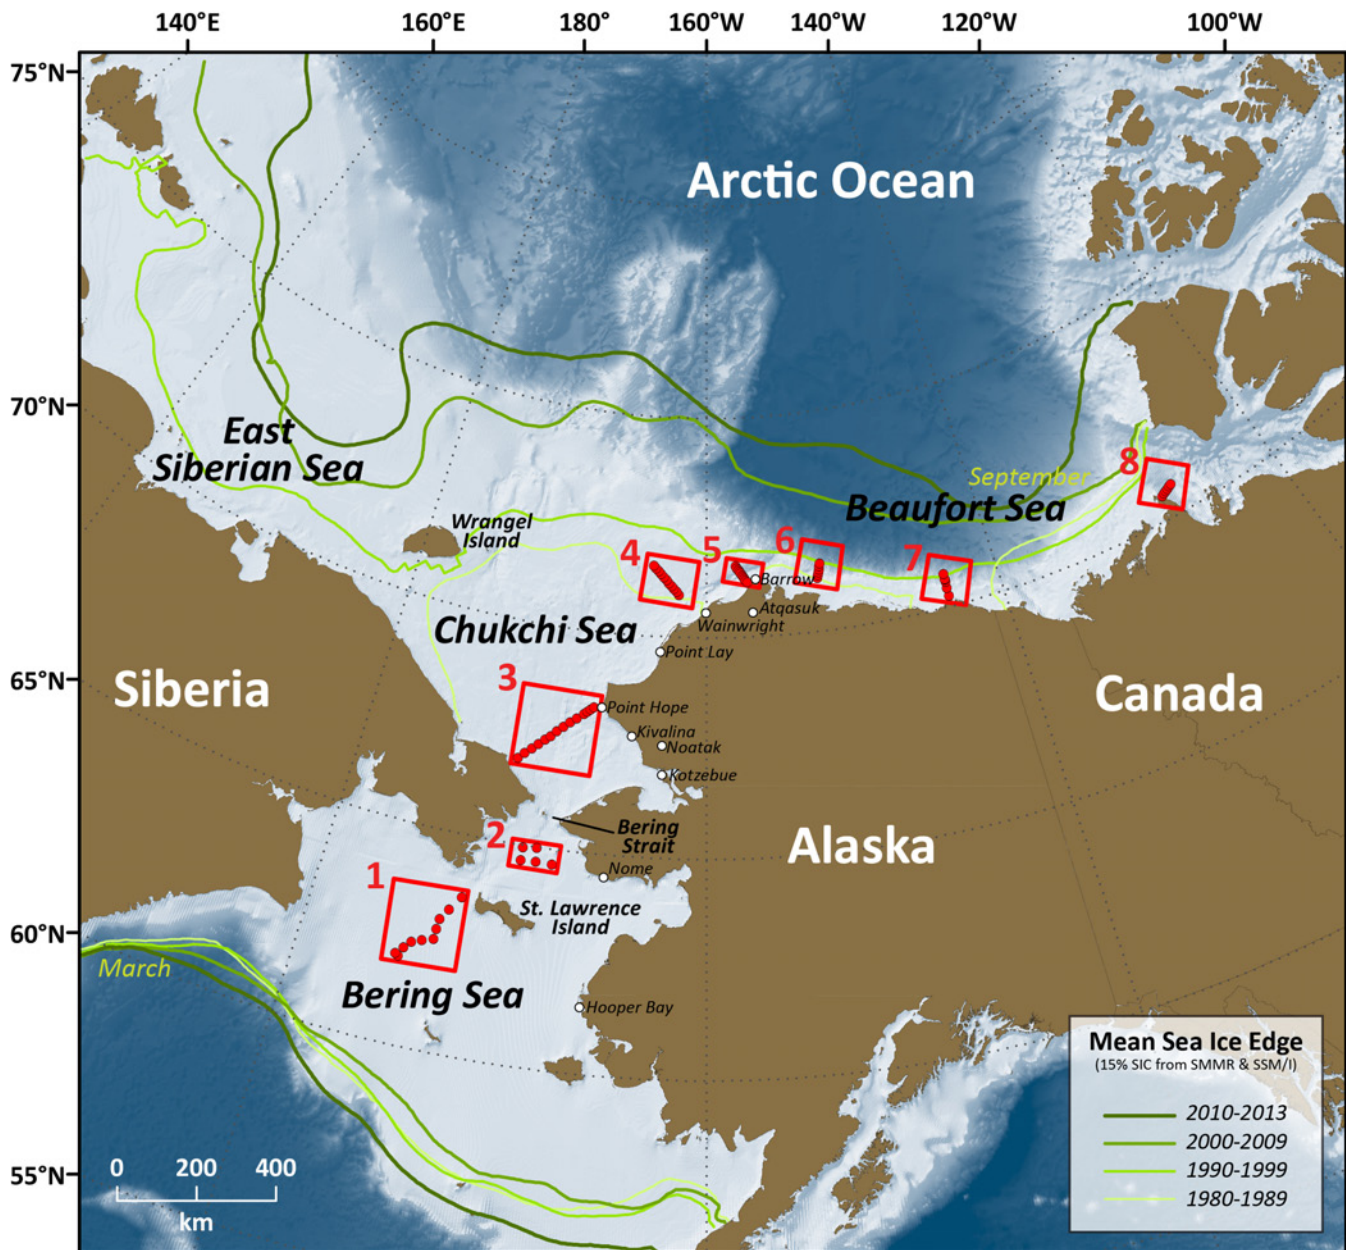 140°E 160°E 180° 160°W 140°W 120°W 100°W
75°N
Arctic Ocean
70°N
East
Siberian Sea
September
8
Beaufort Sea
Wrangel
Island
4
5
6
7
Barrow
Atqasuk
Wainwright
Chukchi Sea
Point Lay
65°N
Siberia
3
Canada
Point Hope
Kivalina
Noatak
Kotzebue
Bering
Strait
2
Alaska
Nome
1
St. Lawrence
Island
60°N
March
Bering Sea
Hooper Bay
Mean Sea Ice Edge
(15% SIC from SMMR & SSM/I)
2010-2013
2000-2009
1990-1999
1980-1989
55°N
0 200 400
km